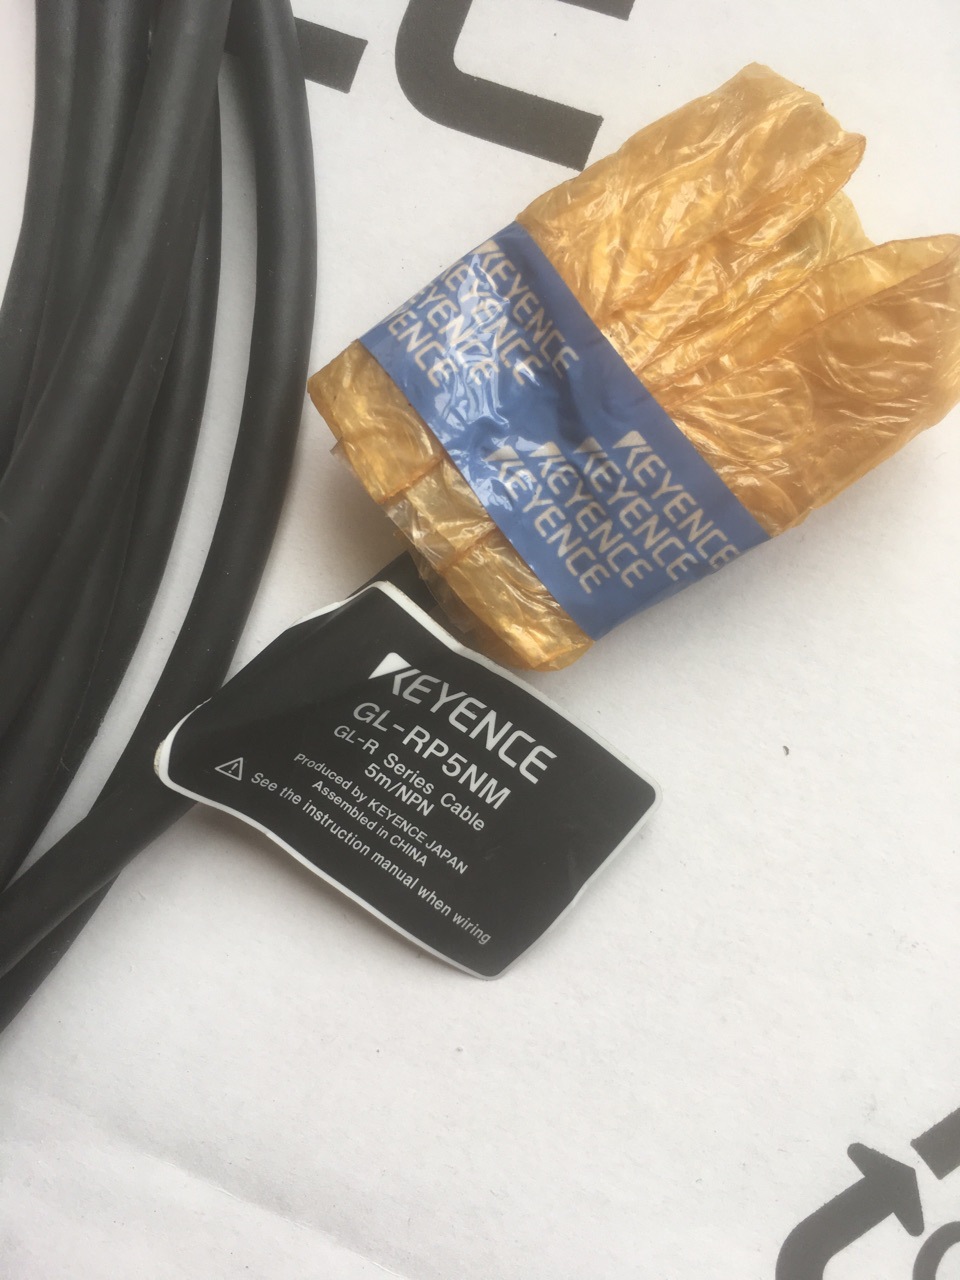 KEYENCE
KEYENCE
KEYENCE
KEYENCE
KEYENCE
KEYENCE
KEYENCE
KEYENCE
GL-RP5NM
GL-R Series Cable
5m/NPN
Produced by KEYENCE JAPAN
Assembled in CHINA
See the instruction manual when wiring